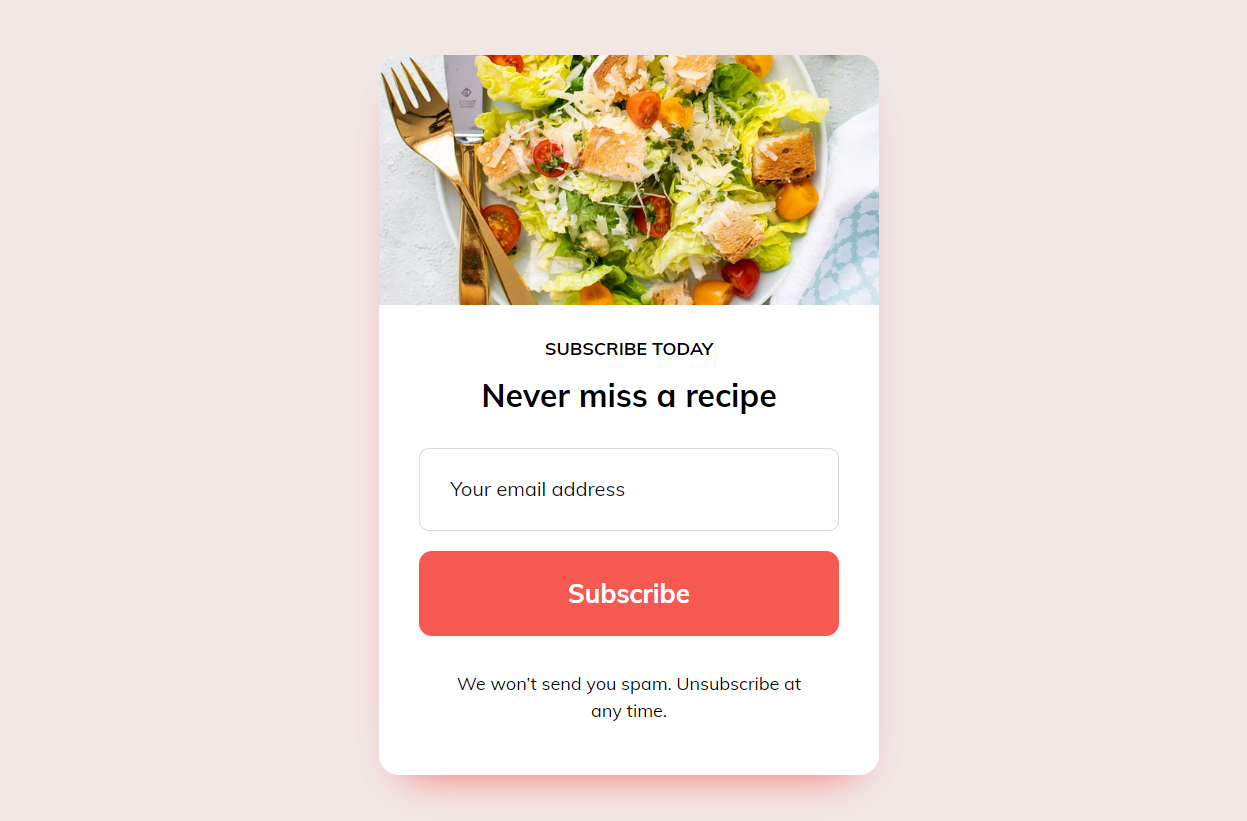 SUBSCRIBE TODAY
Never miss a recipe
Your email address
Subscribe
We won't send you spam. Unsubscribe at
any time.